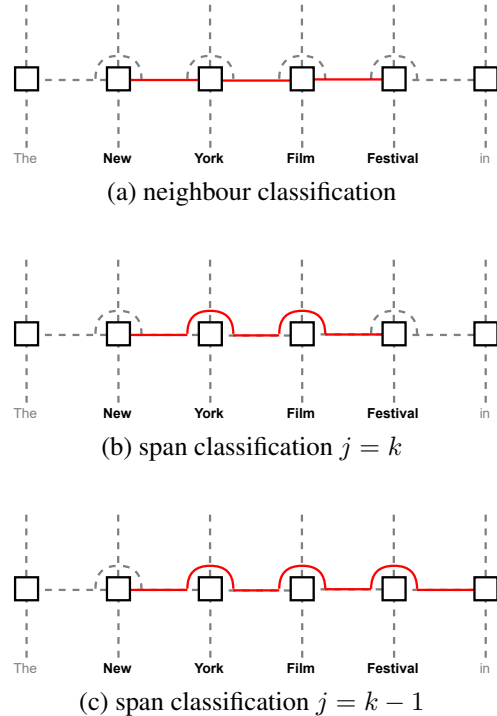 The New York Film Festival in
(a) neighbour classification
The New York Film Festival in
(b) span classification j = k
The New York Film Festival in
(c) span classification j = k − 1